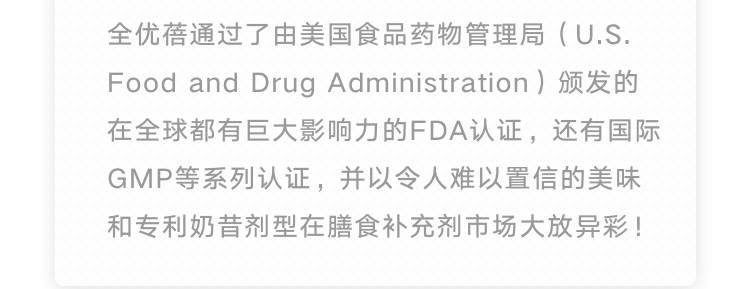 全优蓓通过了由美国食品药物管理局（U.S.
Food and Drug Administration）颁发的
在全球都有巨大影响力的FDA认证，还有国际
GMP等系列认证，并以令人难以置信的美味
和专利奶昔剂型在膳食补充剂市场大放异彩！